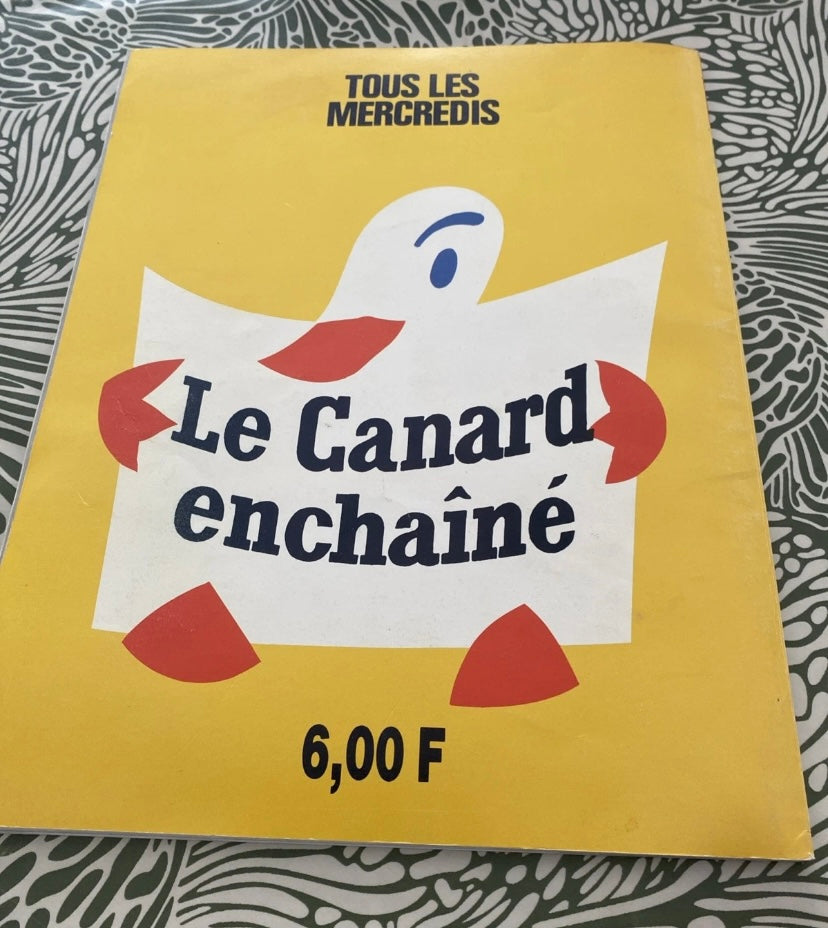 TOUS LES
MERCREDIS
Le Canard
enchaîné
6,00 F